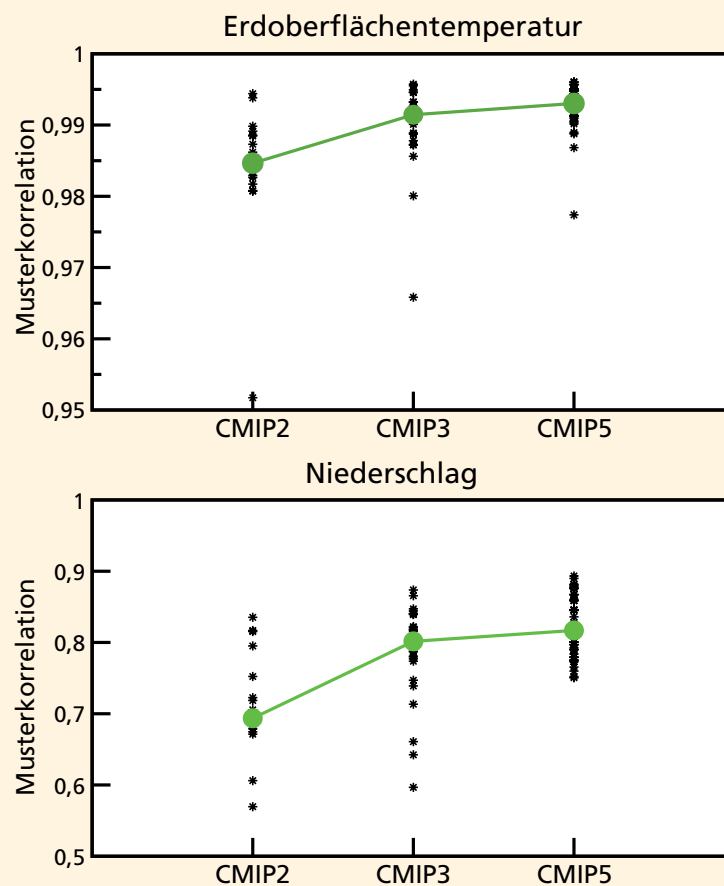 Erdoberflächentemperatur
Musterkorrelation
1
0,99
0,98
0,97
0,96
0,95
CMIP2 CMIP3 CMIP5
Niederschlag
Musterkorrelation
1
0,9
0,8
0,7
0,6
0,5
CMIP2 CMIP3 CMIP5